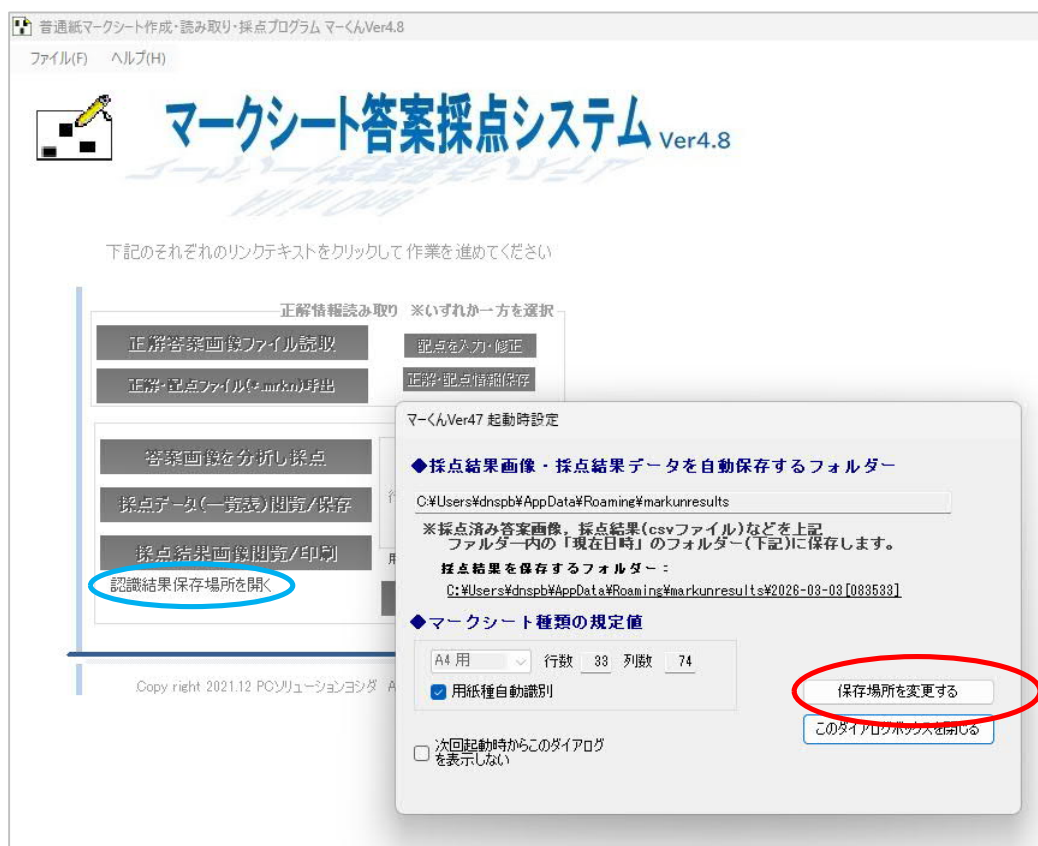 普通紙マークシート作成・読み取り・採点プログラム マーくんVer4.8
ファイル(F) ヘルプ(H)
マークシート答案採点システム Ver4.8
下記のそれぞれのリンクテキストをクリックして作業を進めてください
正解情報読み取り ※いずれか一方を選択
正解答案画像ファイル読取
配点を入力・修正
正解・配点ファイル(*.mrkn)呼出
正解・配点情報保存
答案画像を分析し採点
採点データ(一覧表)閲覧/保存
採点結果画像閲覧/印刷
認識結果保存場所を開く
Copy right 2021.12 PCソリューションヨシダ A
マーくんVer47 起動時設定
◆採点結果画像・採点結果データを自動保存するフォルダー
C:¥Users¥dnspb¥AppData¥Roaming¥markunresults
※採点済み答案画像，採点結果(csvファイル)などを上記
ファルダー内の「現在日時」のフォルダー(下記)に保存します。
採点結果を保存するフォルダー：
C:¥Users¥dnspb¥AppData¥Roaming¥markunresults¥2026-03-03[083533]
◆マークシート種類の規定値
A4 用 行数 33 列数 74
用紙種自動識別
保存場所を変更する
このダイアログボックスを閉じる
次回起動時からこのダイアログ
を表示しない